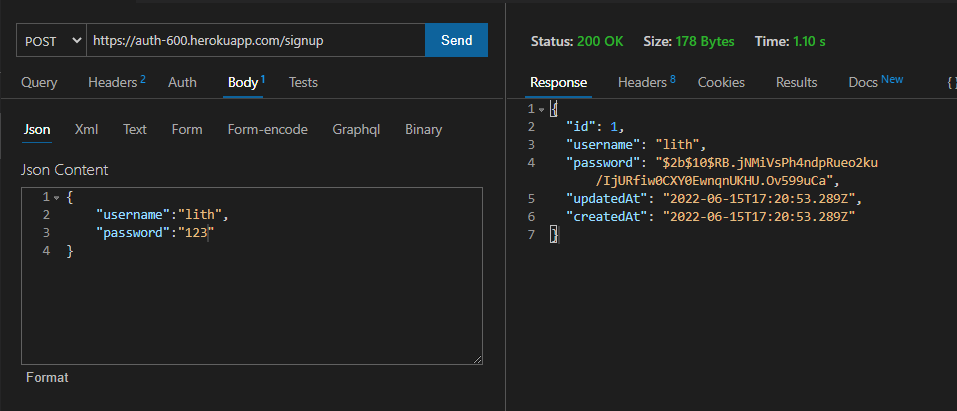 POST https://auth-600.herokuapp.com/signup Send
Query Headers 2 Auth Body 1 Tests
Json Xml Text Form Form-encode Graphql Binary
Json Content
1 {
2 "username":"lith",
3 "password":"123"
4 }
Format
Status: 200 OK Size: 178 Bytes Time: 1.10 s
Response Headers 8 Cookies Results Docs New { }
1 {
2 "id": 1,
3 "username": "lith",
4 "password": "$2b$10$RB.jNMiVsPh4ndpRueo2ku
/IjURfiw0CXY0EwnqnUKHU.Ov599uCa",
5 "updatedAt": "2022-06-15T17:20:53.289Z",
6 "createdAt": "2022-06-15T17:20:53.289Z"
7 }